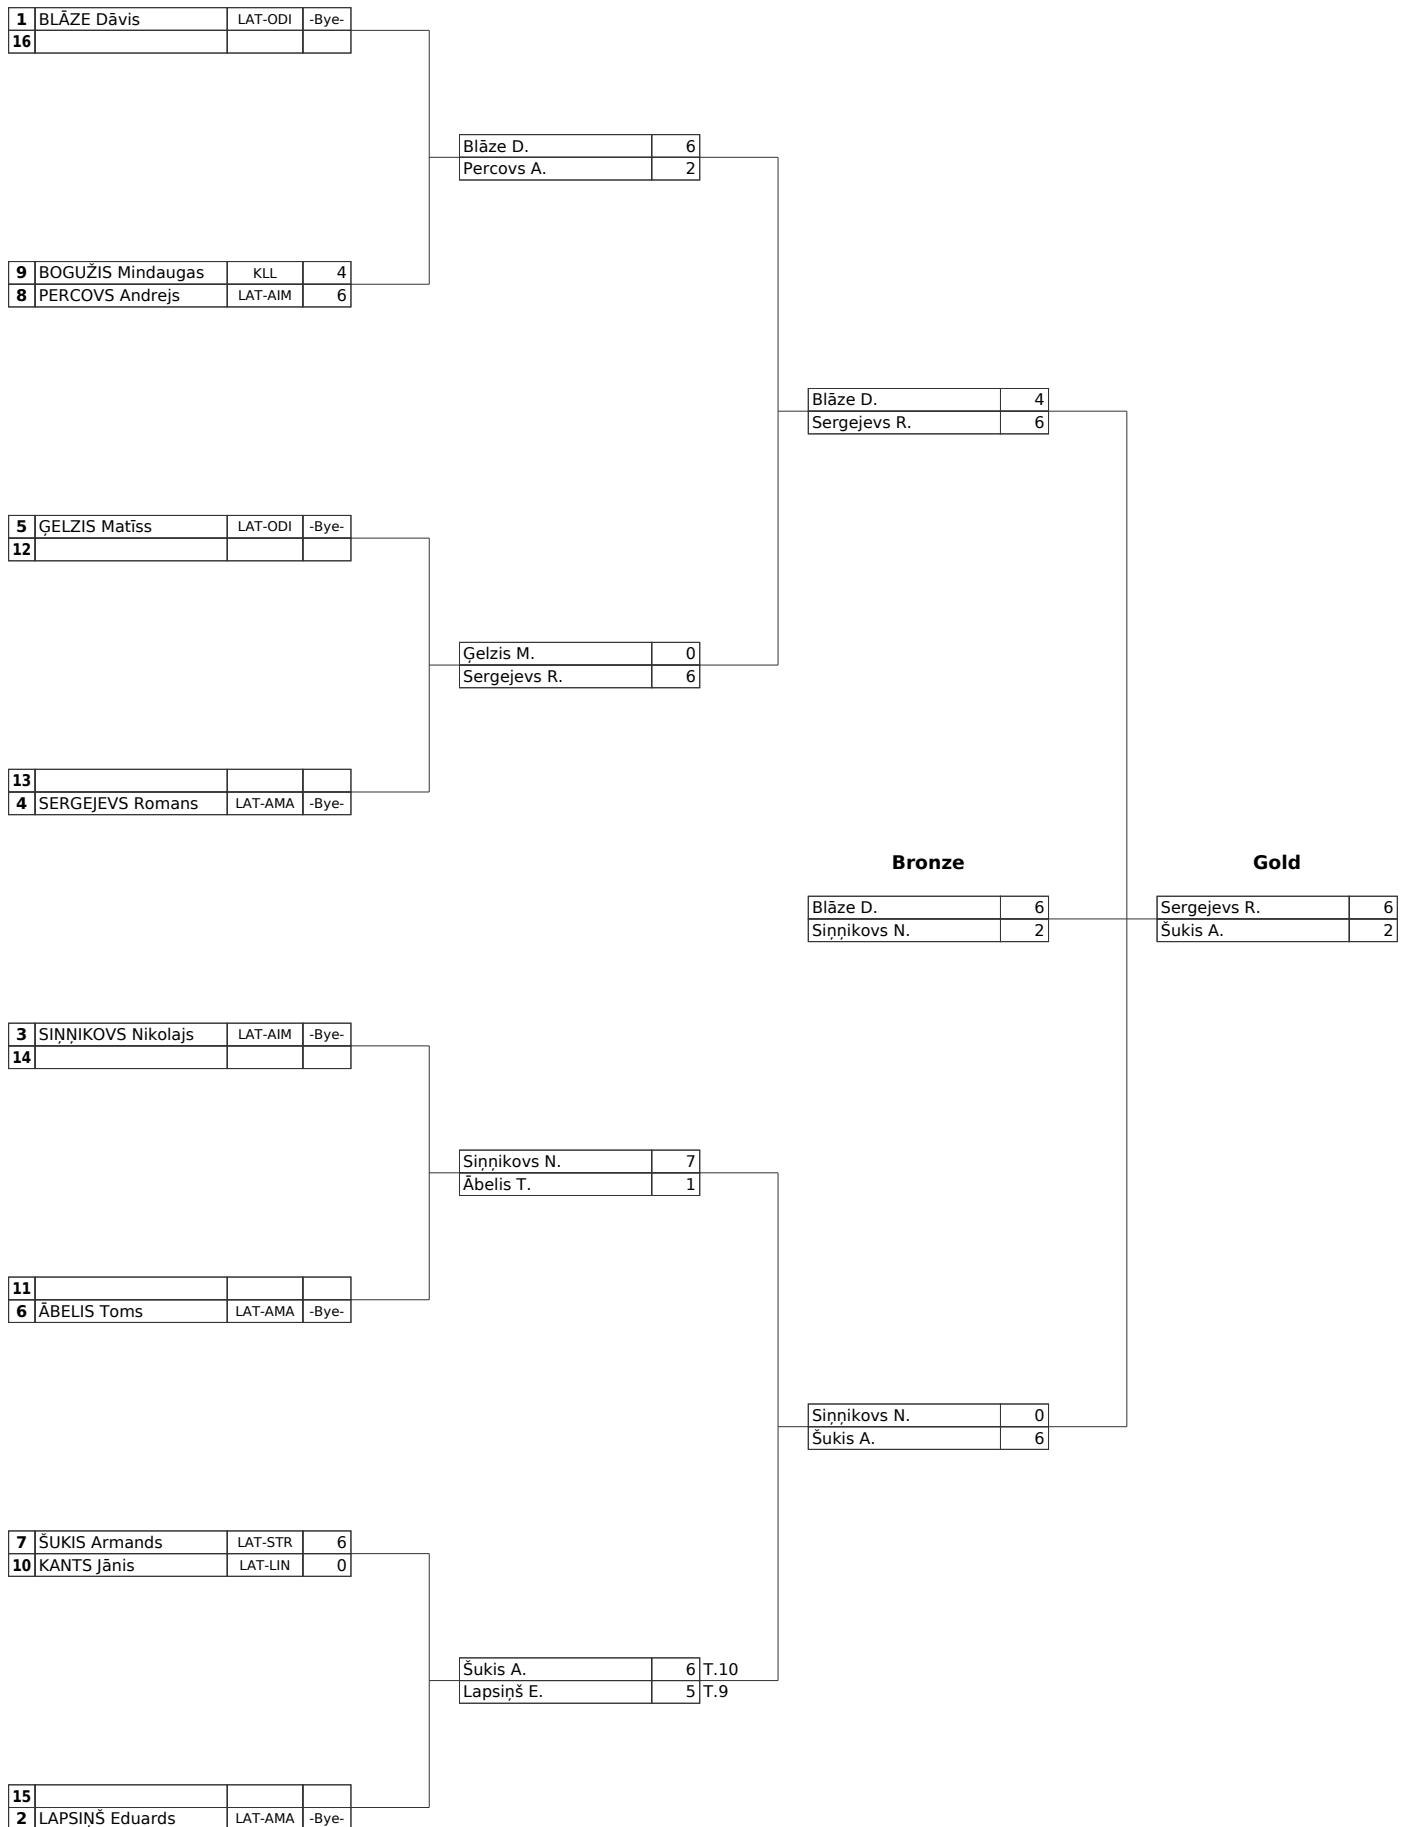 1 BLĀZE Dāvis LAT-ODI -Bye-
16
Blāze D. 6
Percovs A. 2
9 BOGUŽIS Mindaugas KLL 4
8 PERCOVS Andrejs LAT-AIM 6
Blāze D. 4
Sergejevs R. 6
5 ĢELZIS Matīss LAT-ODI -Bye-
12
Ģelzis M. 0
Sergejevs R. 6
13
4 SERGEJEVS Romans LAT-AMA -Bye-
Bronze Gold
Blāze D. 6 Sergejevs R. 6
Siņņikovs N. 2 Šukis A. 2
3 SIŅŅIKOVS Nikolajs LAT-AIM -Bye-
14
Siņņikovs N. 7
Ābelis T. 1
11
6 ĀBELIS Toms LAT-AMA -Bye-
Siņņikovs N. 0
Šukis A. 6
7 ŠUKIS Armands LAT-STR 6
10 KANTS Jānis LAT-LIN 0
Šukis A. 6 T.10
Lapsiņš E. 5 T.9
15
2 LAPSIŅŠ Eduards LAT-AMA -Bye-